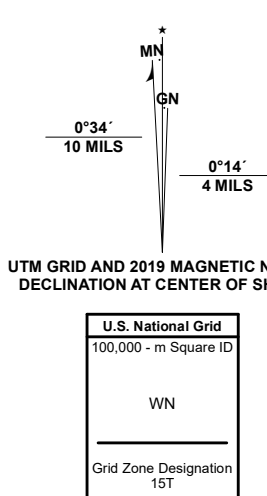 ★
MN
GN
0°34´
10 MILS
0°14´
4 MILS
UTM GRID AND 2019 MAGNETIC N
DECLINATION AT CENTER OF SH
U.S. National Grid
100,000 - m Square ID
WN
Grid Zone Designation
15T